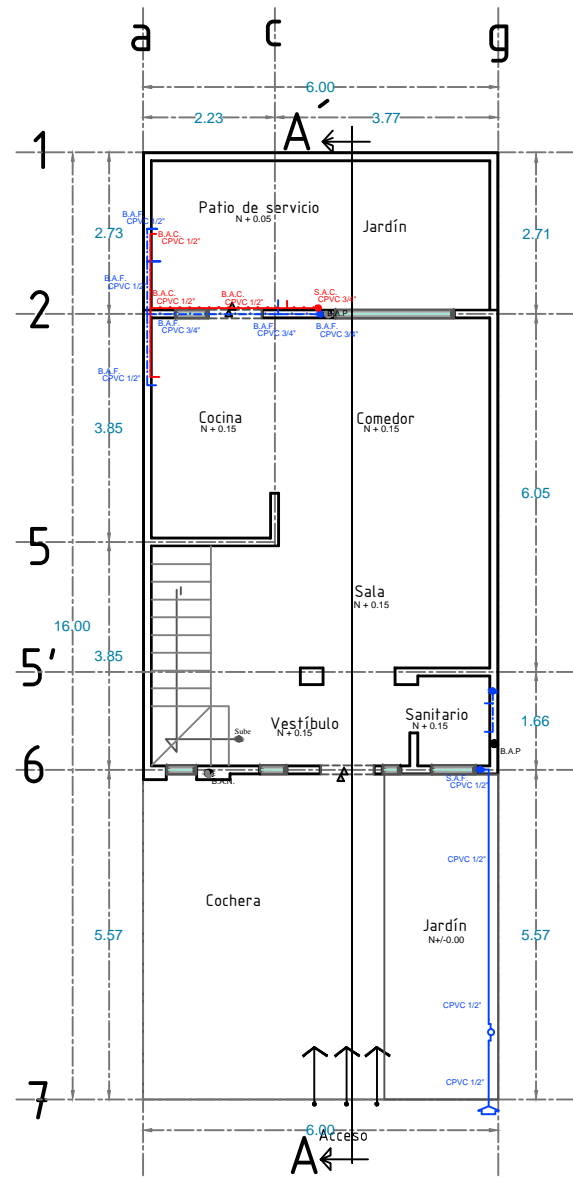 a
c
g
6.00
2.23
3.77
A´
1
B.A.F.
CPVC 1/2"
B.A.C.
CPVC 1/2"
Patio de servicio
N + 0.05
Jardín
2.73
2.71
B.A.F.
CPVC 1/2"
B.A.C.
CPVC 1/2"
B.A.C.
CPVC 1/2"
S.A.C.
CPVC 3/4"
2
B.A.P
B.A.F.
CPVC 3/4"
B.A.F.
CPVC 3/4"
B.A.F.
CPVC 3/4"
B.A.F.
CPVC 1/2"
Cocina
N + 0.15
Comedor
N + 0.15
3.85
6.05
5
Sala
N + 0.15
16.00
3.85
5'
Vestíbulo
N + 0.15
Sanitario
N + 0.15
1.66
Sube
B.A.P
6
B.A.N.
S.A.F.
CPVC 1/2"
CPVC 1/2"
Cochera
Jardín
N+/-0.00
5.57
5.57
CPVC 1/2"
CPVC 1/2"
7
6.00
Acceso
A